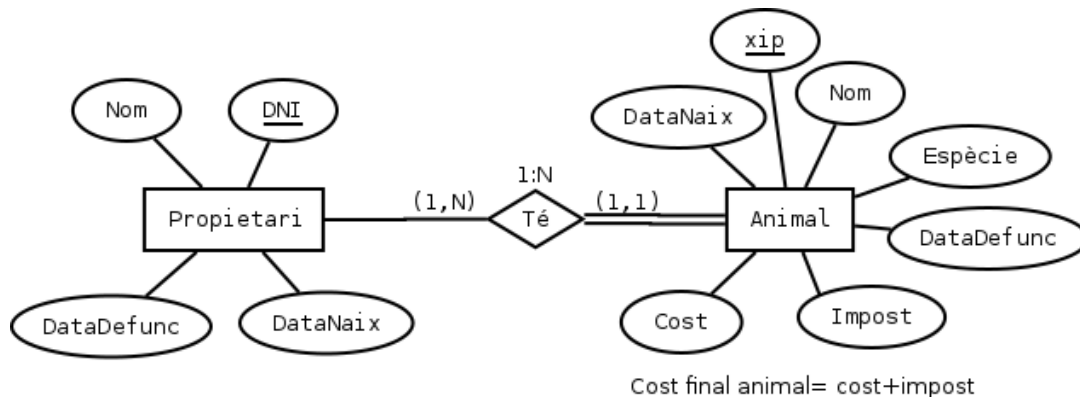 xip
Nom
DNI
DataNaix
Nom
Espècie
1:N
Propietari
(1,N)
Té
(1,1)
Animal
DataDefunc
DataDefunc
DataNaix
Cost
Impost
Cost final animal= cost+impost